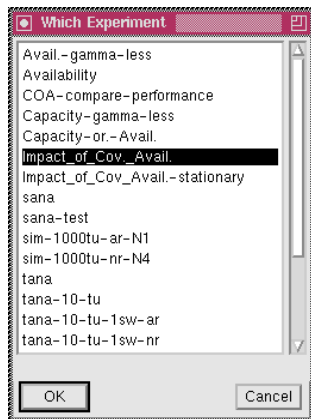 Which Experiment
Avail.-gamma-less
Availability
COA-compare-performance
Capacity-gamma-less
Capacity-or.-Avail.
Impact_of_Cov._Avail.
Impact_of_Cov_Avail.-stationary
sana
sana-test
sim-1000tu-ar-N1
sim-1000tu-nr-N4
tana
tana-10-tu
tana-10-tu-1sw-ar
tana-10-tu-1sw-nr
OK
Cancel